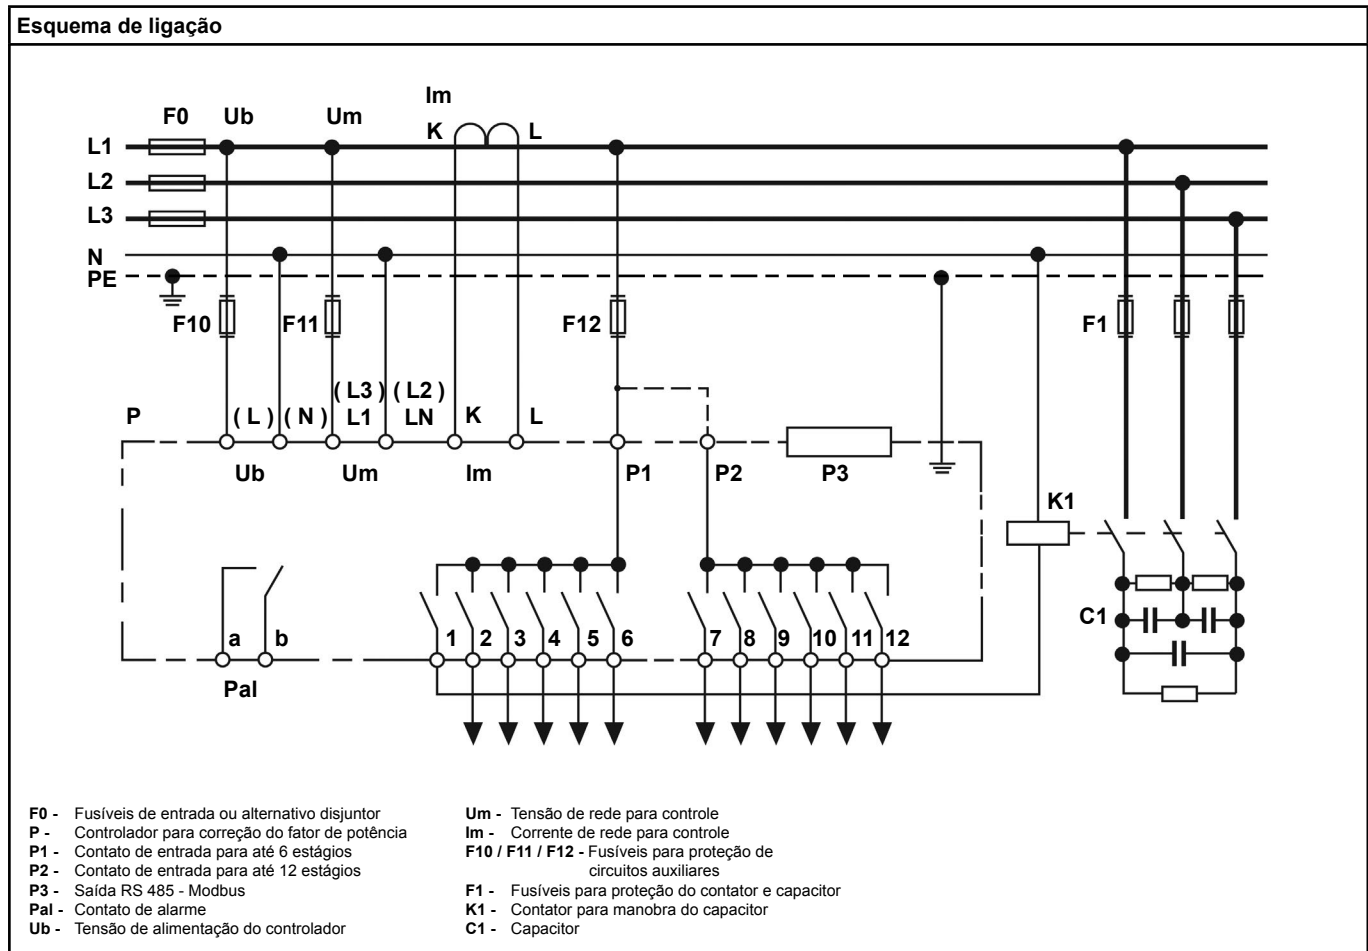 Esquema de ligação
Im
F0 Ub Um K L
L1
L2
L3
N
PE
F10 F11 F12 F1
( L3 ) ( L2 )
P ( L ) ( N ) L1 LN K L
Ub Um Im P1 P2 P3
K1
C1
a b 1 2 3 4 5 6 7 8 9 10 11 12
Pal
F0 - Fusíveis de entrada ou alternativo disjuntor
P - Controlador para correção do fator de potência
P1 - Contato de entrada para até 6 estágios
P2 - Contato de entrada para até 12 estágios
P3 - Saída RS 485 - Modbus
Pal - Contato de alarme
Ub - Tensão de alimentação do controlador
Um - Tensão de rede para controle
Im - Corrente de rede para controle
F10 / F11 / F12 - Fusíveis para proteção de
circuitos auxiliares
F1 - Fusíveis para proteção do contator e capacitor
K1 - Contator para manobra do capacitor
C1 - Capacitor